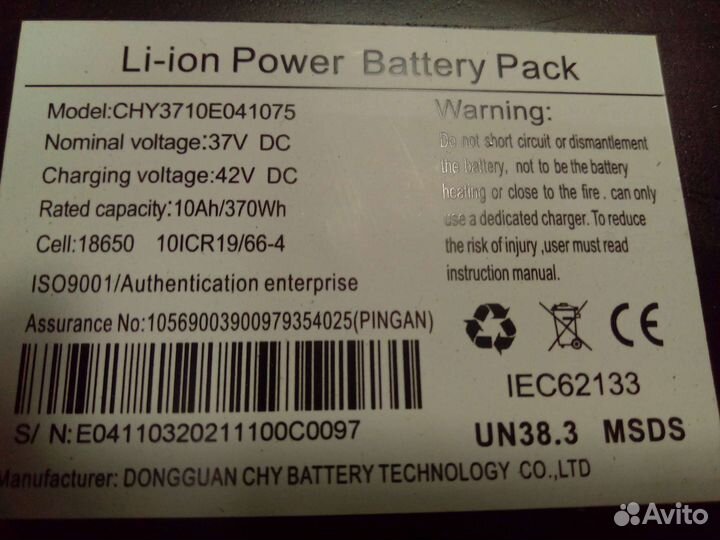 Li-ion Power Battery Pack
Model:CHY3710E041075
Nominal voltage:37V DC
Charging voltage:42V DC
Rated capacity:10Ah/370Wh
Cell:18650 10ICR19/66-4
ISO9001/Authentication enterprise
Assurance No:10569003900979354025(PINGAN)
S/ N:E04110320211100C0097
Manufacturer: DONGGUAN CHY BATTERY TECHNOLOGY CO.,LTD
Warning:
Do not short circuit or dismantlement
the battery, not to be the battery
heating or close to the fire . can only
use a dedicated charger. To reduce
the risk of injury ,user must read
instruction manual.
CE
IEC62133
UN38.3 MSDS
Avito